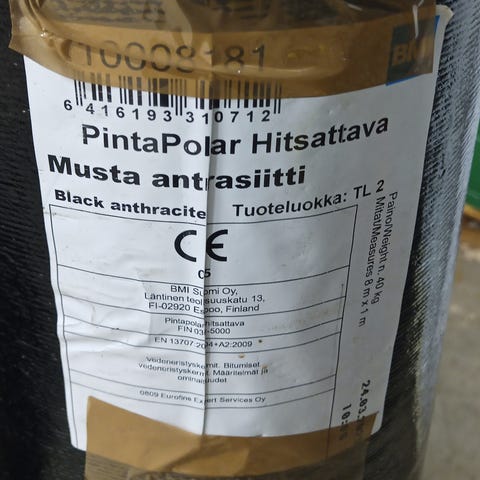 10008181
BMI
6 416193 310712
PintaPolar Hitsattava
Musta antrasiitti
Black anthracite
Tuoteluokka: TL 2
Paino/Weight n. 40 kg
Mitat/Measures 8 m x 1 m
CE
05
BMI Suomi Oy,
Läntinen teollisuuskatu 13,
FI-02920 Espoo, Finland
Pintapolar hitsattava
EN 13707:2004+A2:2009
Vedeneristyskermit. Bitumiset
vedeneristyskermit. Määritelmät ja
ominaisuudet
0809 Eurofins Expert Services Oy